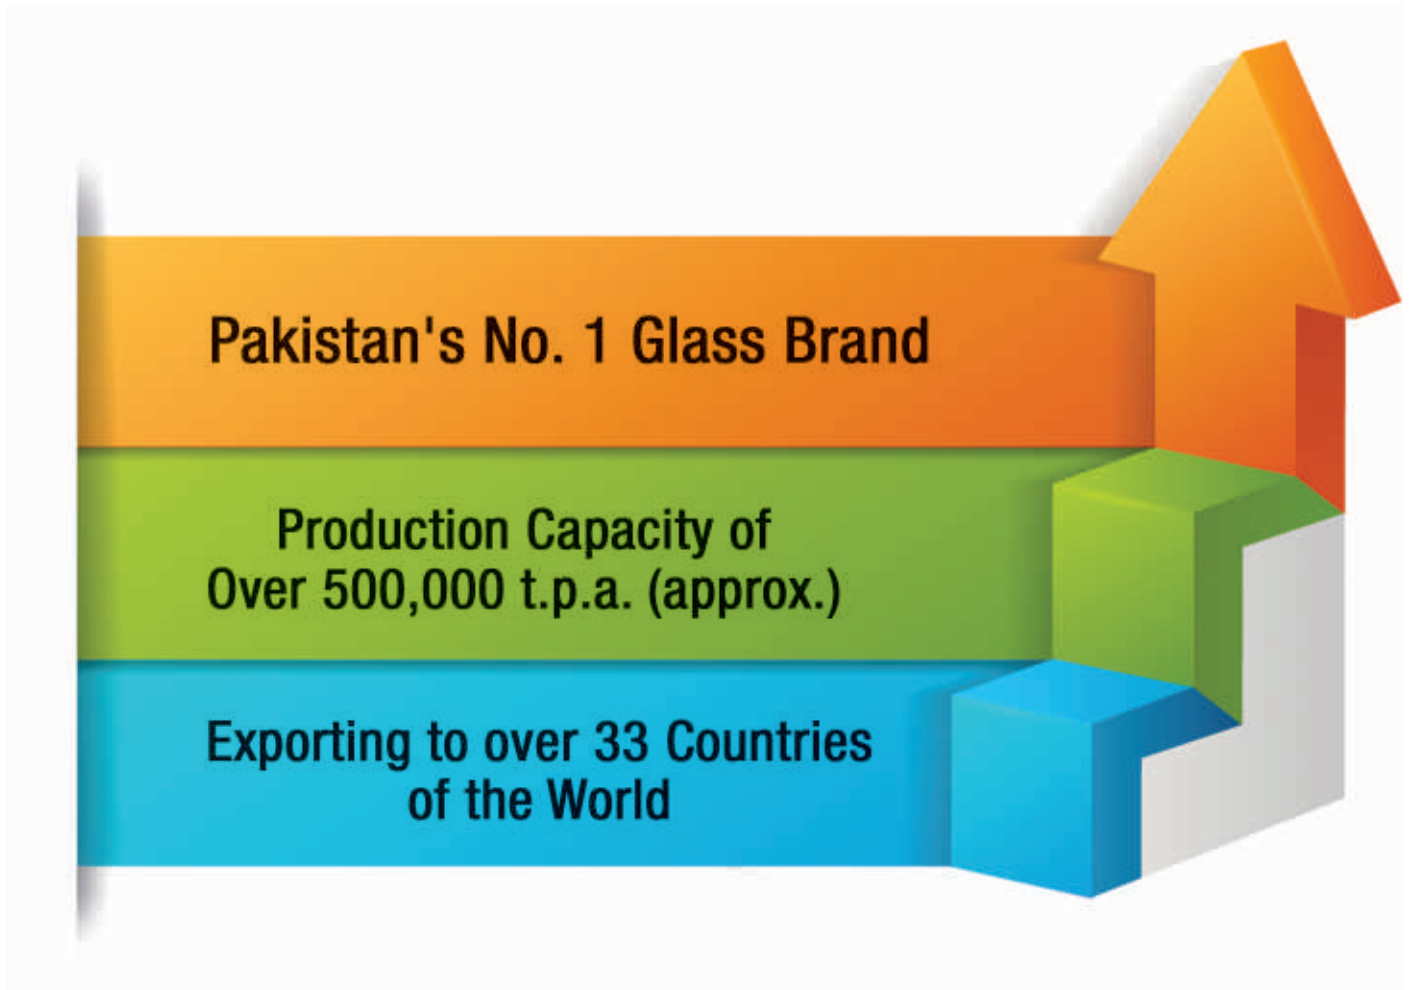 Pakistan's No. 1 Glass Brand
Production Capacity of
Over 500,000 t.p.a. (approx.)
Exporting to over 33 Countries
of the World